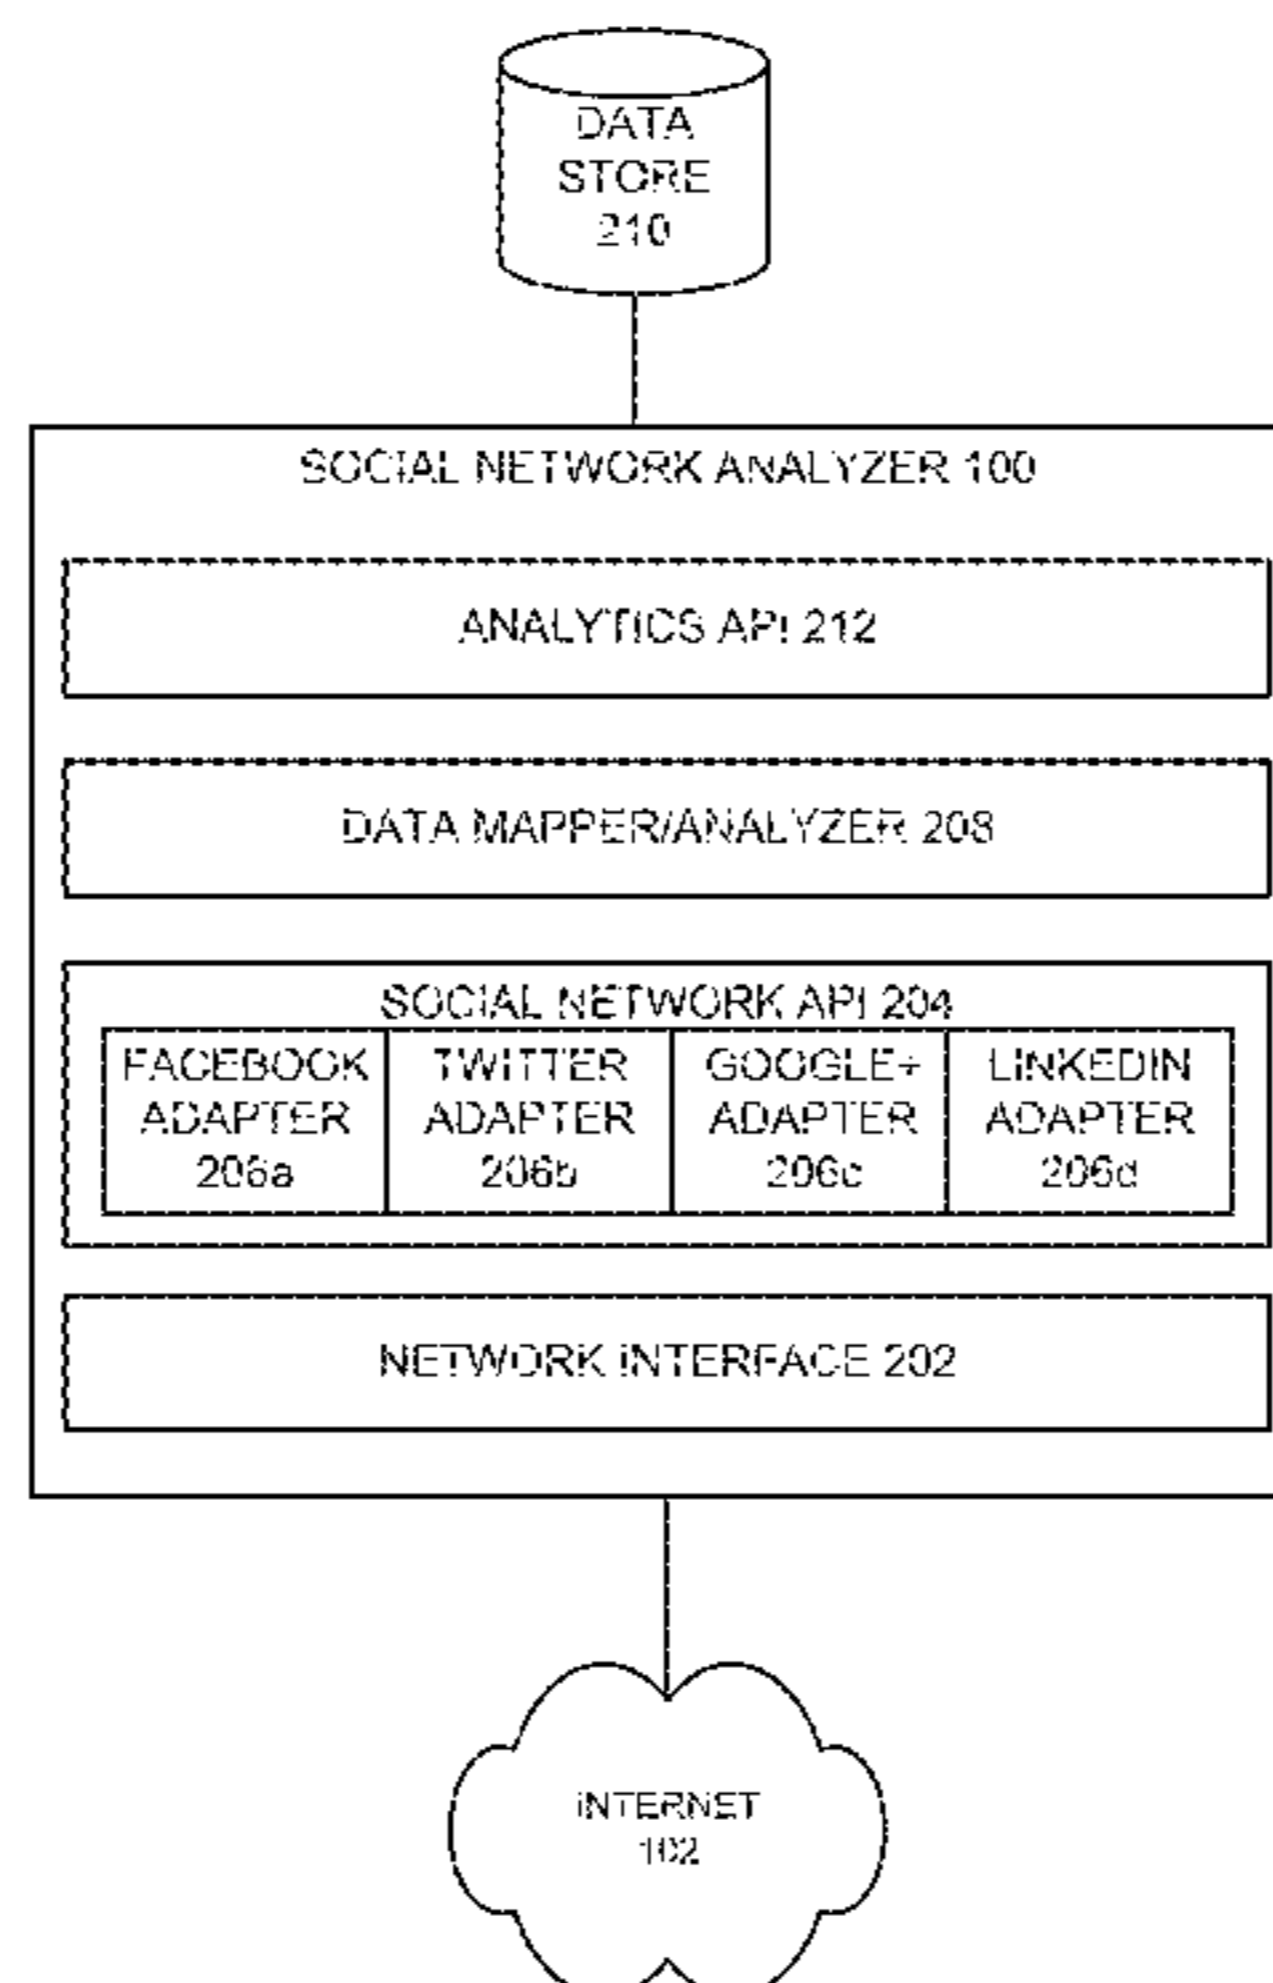 DATA
STORE
210
SOCIAL NETWORK ANALYZER 100
ANALYTICS API 212
DATA MAPPER/ANALYZER 208
SOCIAL NETWORK API 204
FACEBOOK
ADAPTER
206a
TWITTER
ADAPTER
206b
GOOGLE+
ADAPTER
206c
LINKEDIN
ADAPTER
206d
NETWORK INTERFACE 202
INTERNET
102